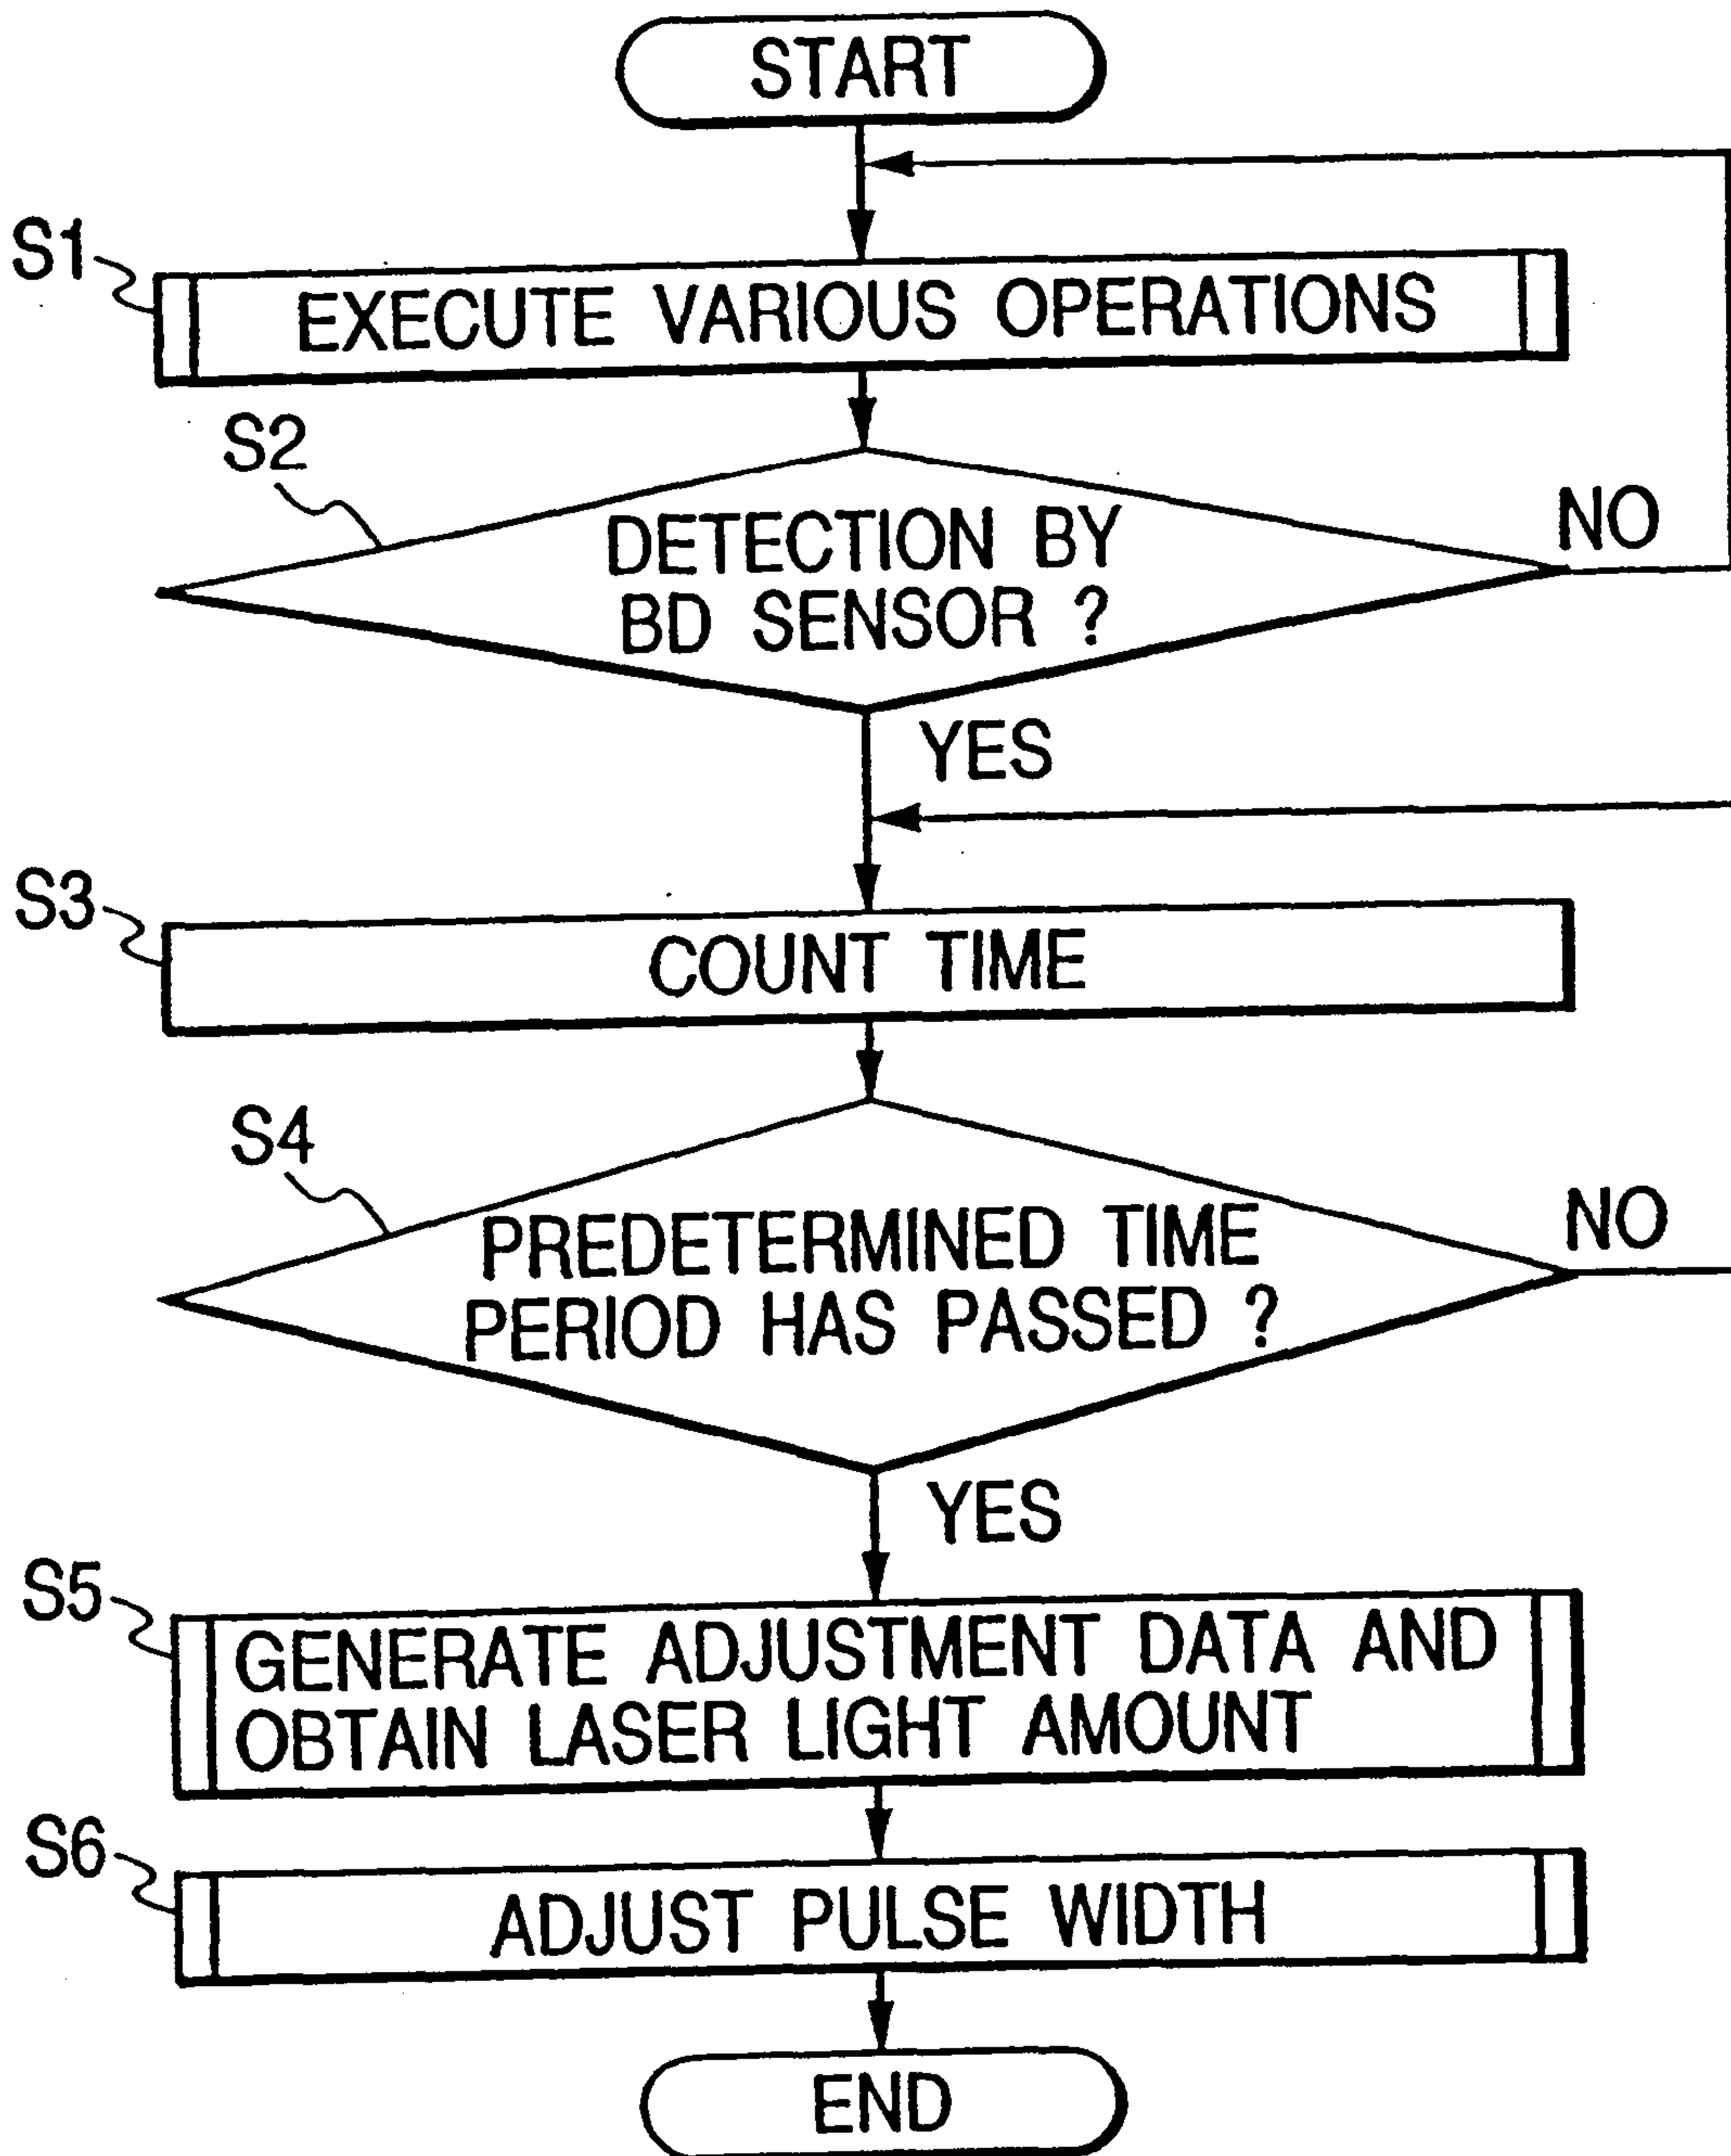 START
S1
EXECUTE VARIOUS OPERATIONS
S2
DETECTION BY
BD SENSOR ?
NO
YES
S3
COUNT TIME
S4
PREDETERMINED TIME
PERIOD HAS PASSED ?
NO
YES
S5
GENERATE ADJUSTMENT DATA AND
OBTAIN LASER LIGHT AMOUNT
S6
ADJUST PULSE WIDTH
END